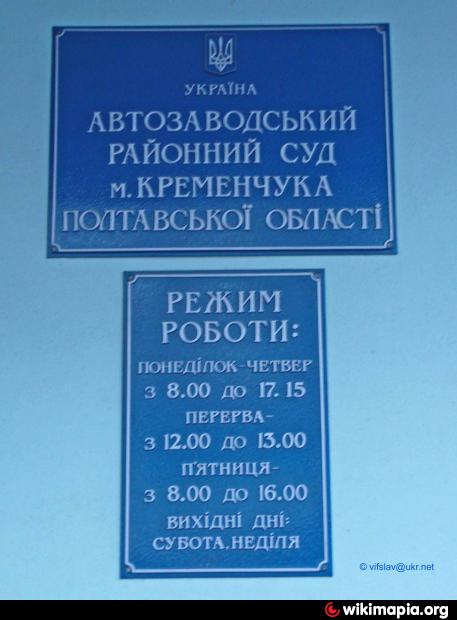 УКРАЇНА
АВТОЗАВОДСЬКИЙ
РАЙОННИЙ СУД
м. КРЕМЕНЧУКА
ПОЛТАВСЬКОЇ ОБЛАСТІ
РЕЖИМ
РОБОТИ:
ПОНЕДІЛОК-ЧЕТВЕР
З 8.00 ДО 17.15
ПЕРЕРВА-
З 12.00 ДО 13.00
П'ЯТНИЦЯ-
З 8.00 ДО 16.00
ВИХІДНІ ДНІ:
СУБОТА, НЕДІЛЯ
© vifslav@ukr.net
wikimapia.org